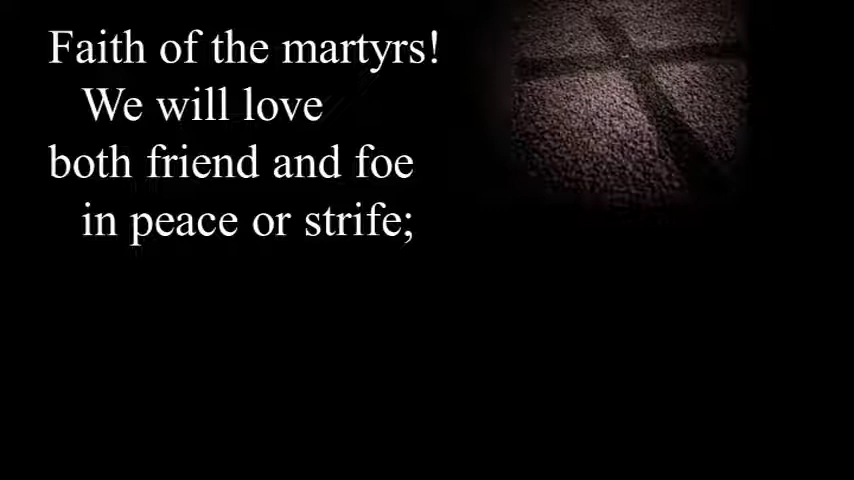 Faith of the martyrs!
We will love
both friend and foe
in peace or strife;